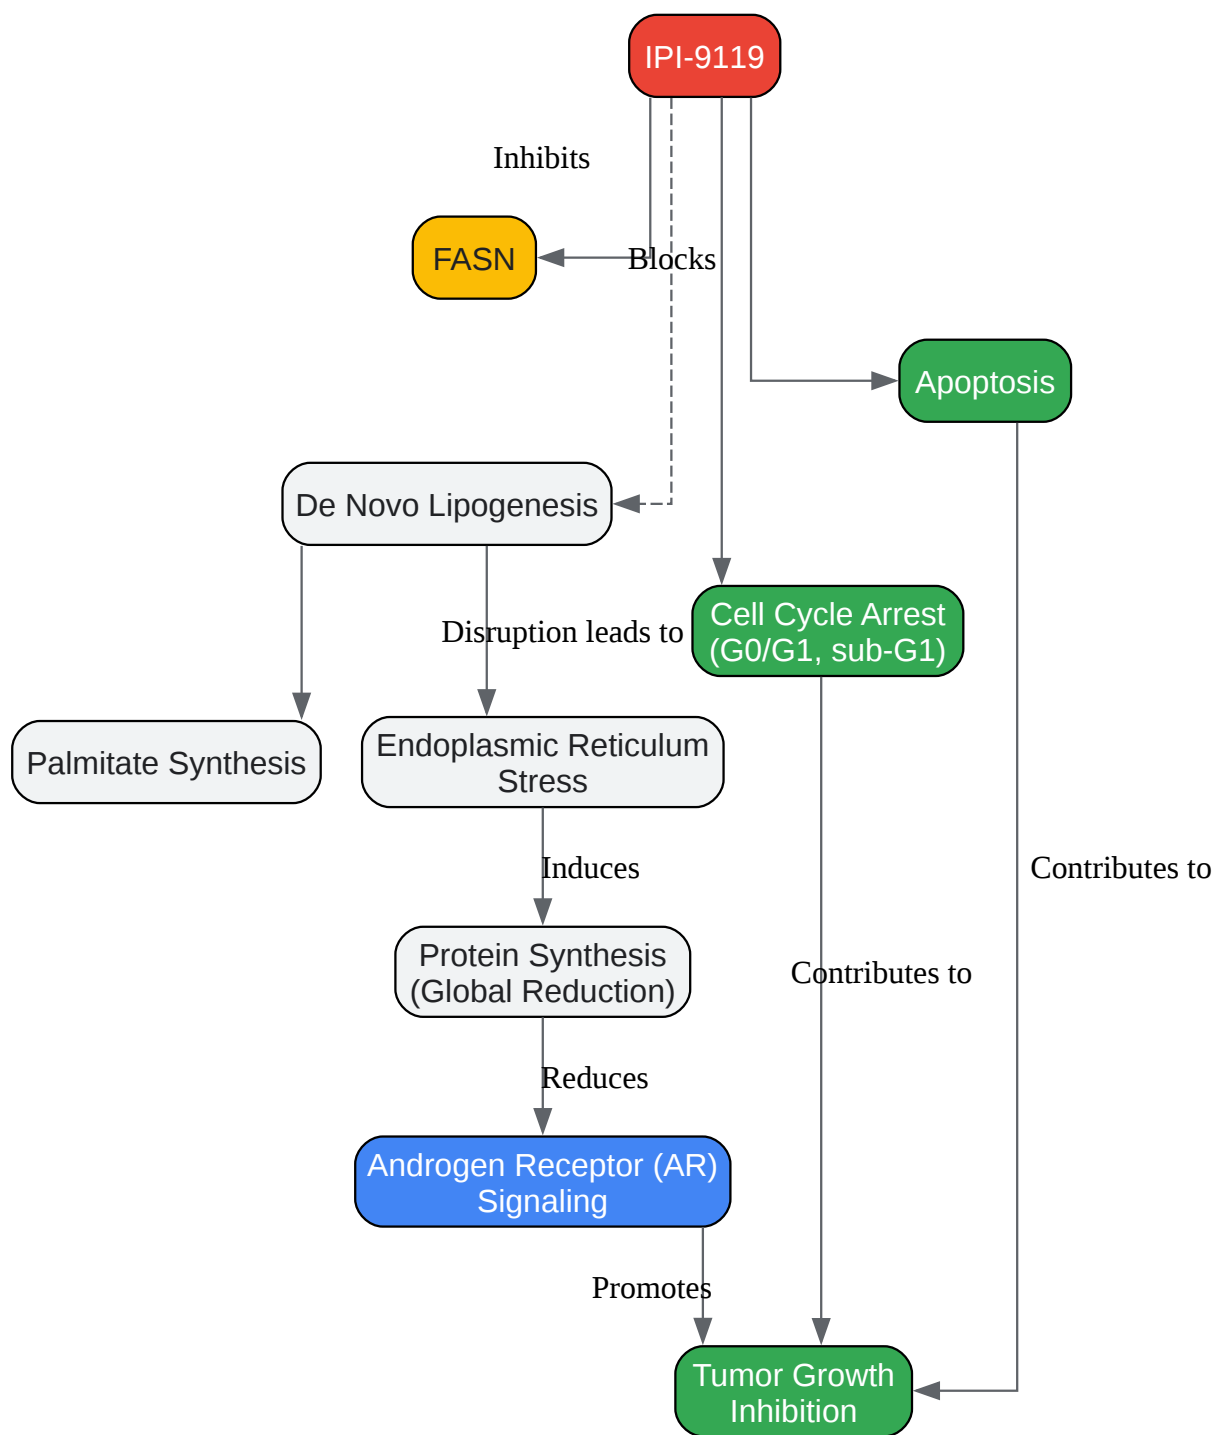 IPI-9119
Inhibits
FASN
Blocks
Apoptosis
De Novo Lipogenesis
Cell Cycle Arrest
(G0/G1, sub-G1)
Disruption leads to
Palmitate Synthesis
Endoplasmic Reticulum
Stress
Induces
Contributes to
Protein Synthesis
(Global Reduction)
Contributes to
Reduces
Androgen Receptor (AR)
Signaling
Promotes
Tumor Growth
Inhibition